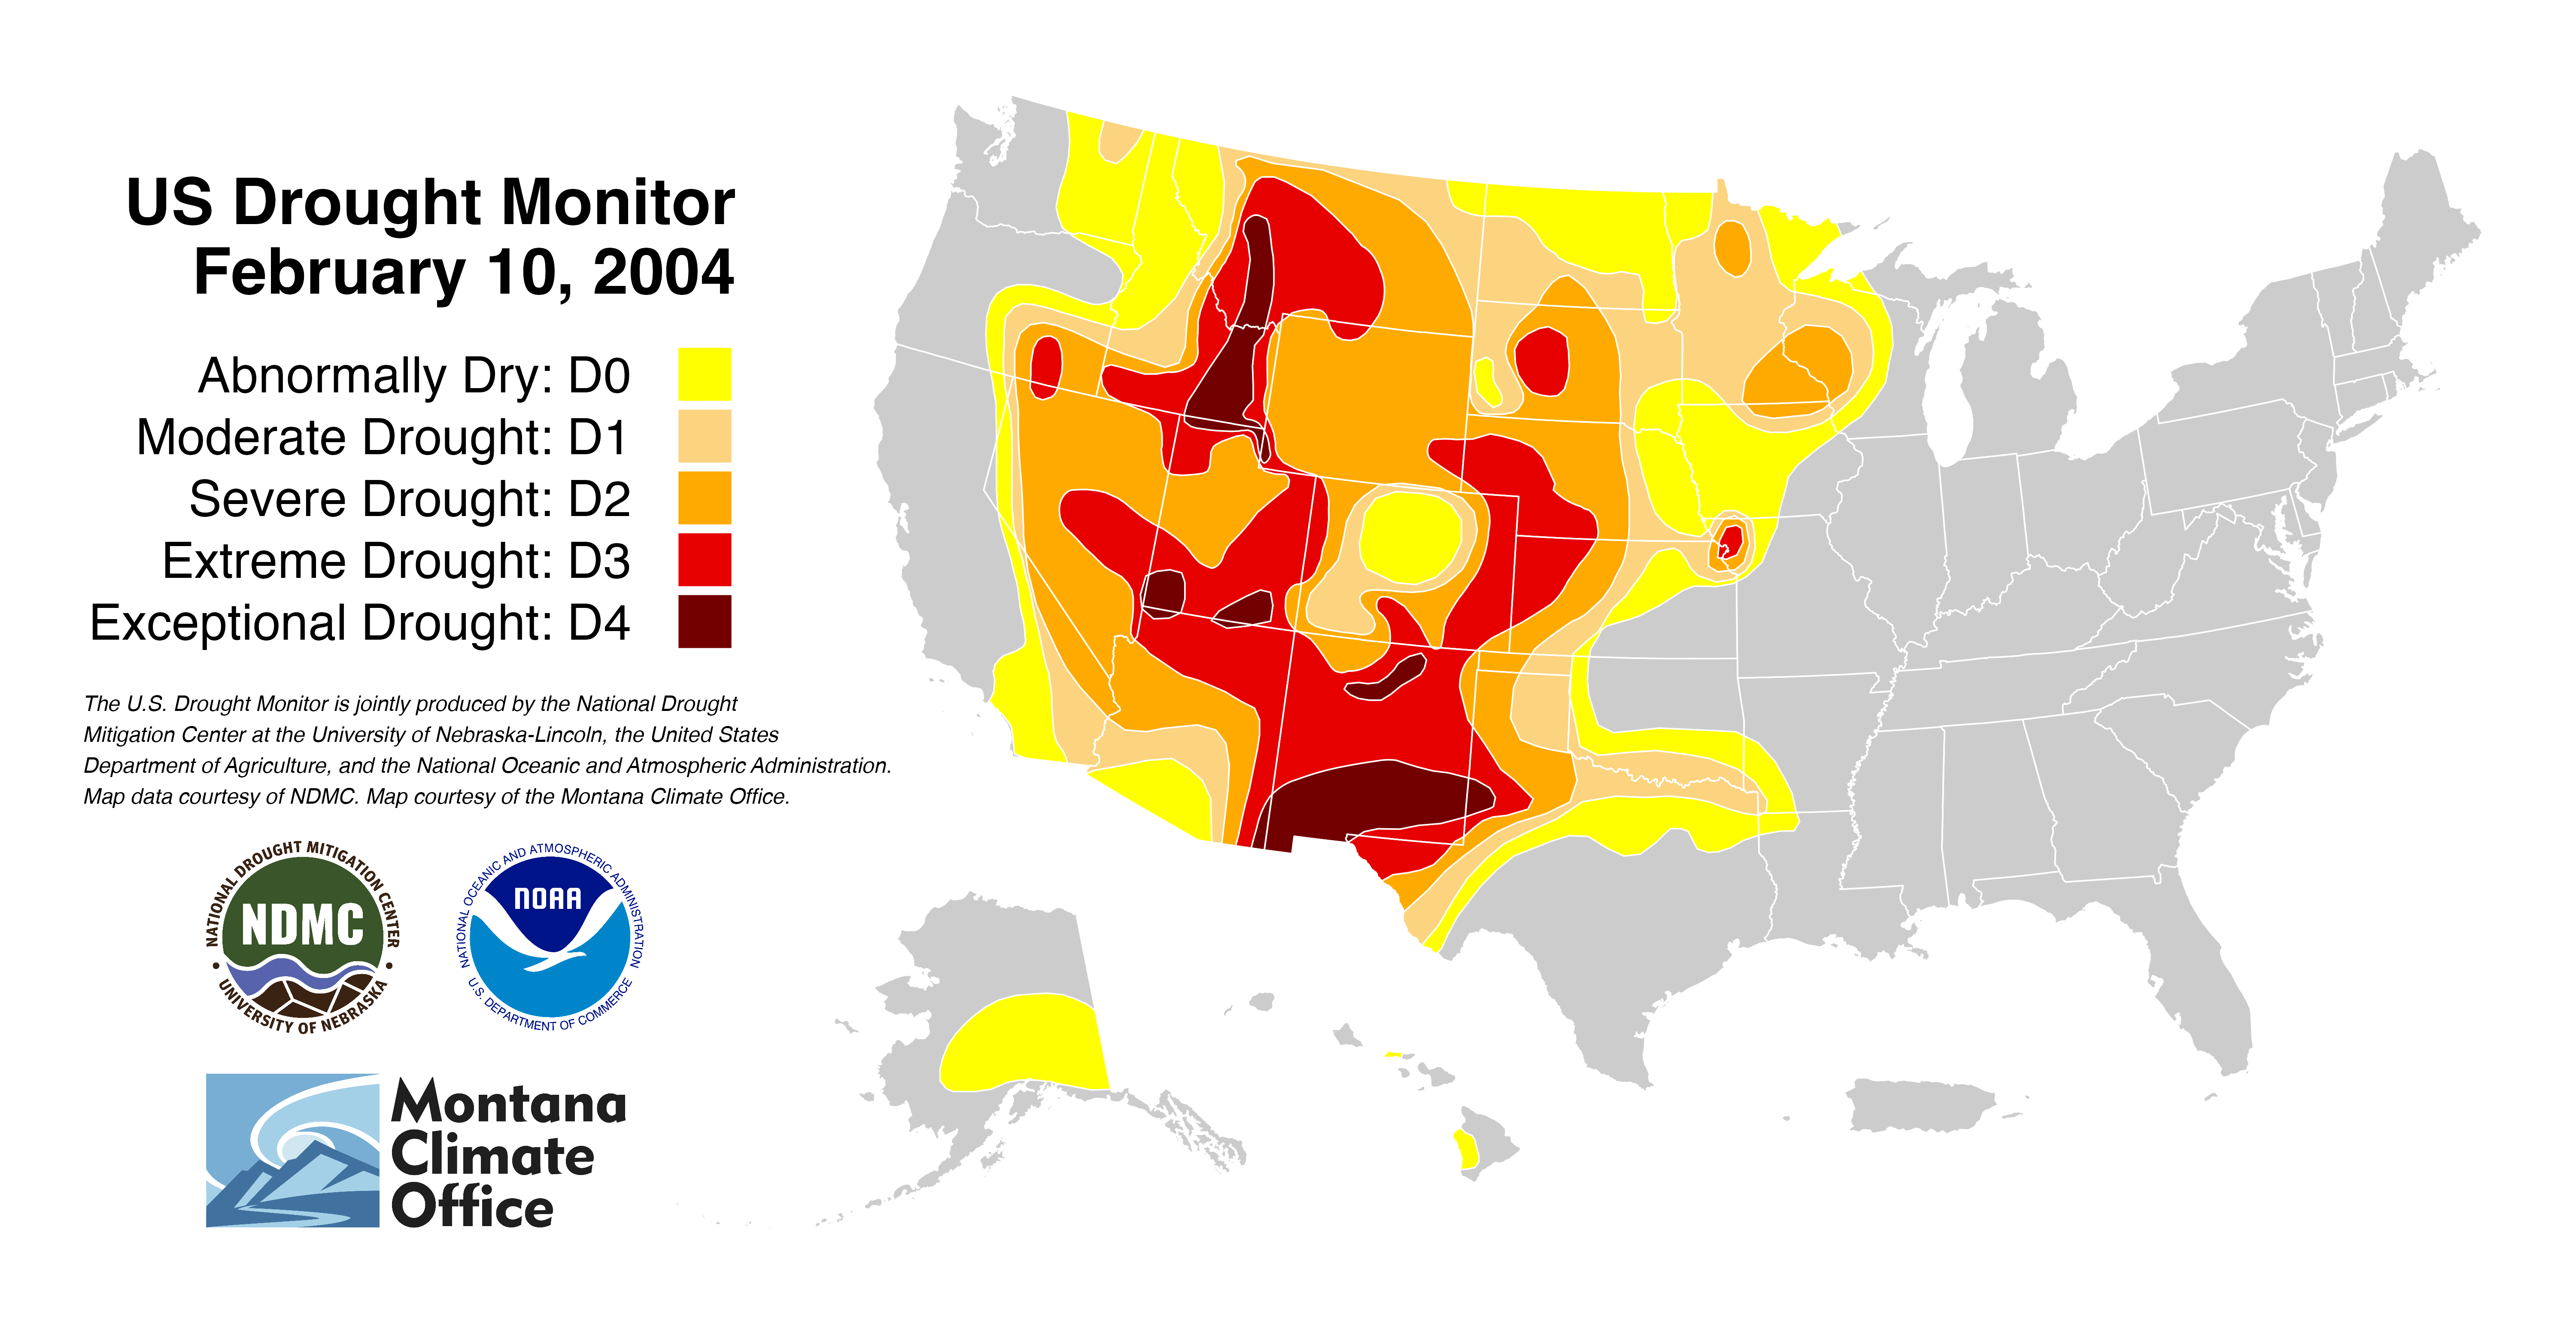 US Drought Monitor
February 10, 2004
Abnormally Dry: D0
Moderate Drought: D1
Severe Drought: D2
Extreme Drought: D3
Exceptional Drought: D4
The U.S. Drought Monitor is jointly produced by the National Drought
Mitigation Center at the University of Nebraska-Lincoln, the United States
Department of Agriculture, and the National Oceanic and Atmospheric Administration.
Map data courtesy of NDMC. Map courtesy of the Montana Climate Office.
NATIONAL DROUGHT MITIGATION CENTER
NDMC
• UNIVERSITY OF NEBRASKA •
NATIONAL OCEANIC AND ATMOSPHERIC ADMINISTRATION
NOAA
U.S. DEPARTMENT OF COMMERCE
Montana
Climate
Office